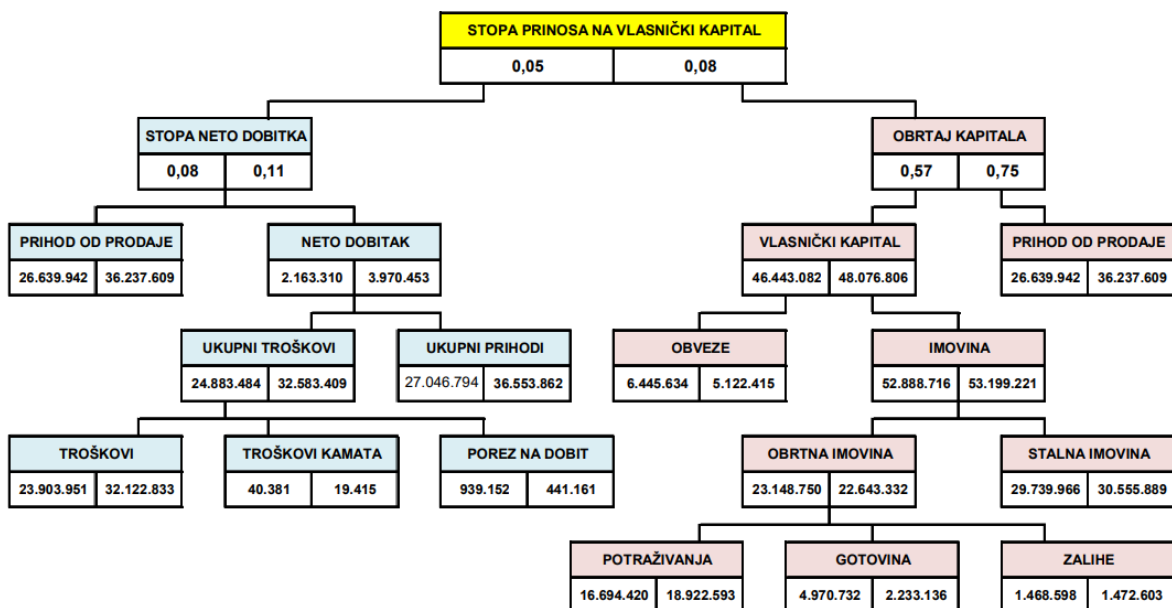 STOPA PRINOSA NA VLASNIČKI KAPITAL
0,05 0,08
STOPA NETO DOBITKA OBRTAJ KAPITALA
0,08 0,11 0,57 0,75
PRIHOD OD PRODAJE NETO DOBITAK VLASNIČKI KAPITAL PRIHOD OD PRODAJE
26.639.942 36.237.609 2.163.310 3.970.453 46.443.082 48.076.806 26.639.942 36.237.609
UKUPNI TROŠKOVI UKUPNI PRIHODI OBVEZE IMOVINA
24.883.484 32.583.409 27.046.794 36.553.862 6.445.634 5.122.415 52.888.716 53.199.221
TROŠKOVI TROŠKOVI KAMATA POREZ NA DOBIT OBRTNA IMOVINA STALNA IMOVINA
23.903.951 32.122.833 40.381 19.415 939.152 441.161 23.148.750 22.643.332 29.739.966 30.555.889
POTRAŽIVANJA GOTOVINA ZALIHE
16.694.420 18.922.593 4.970.732 2.233.136 1.468.598 1.472.603